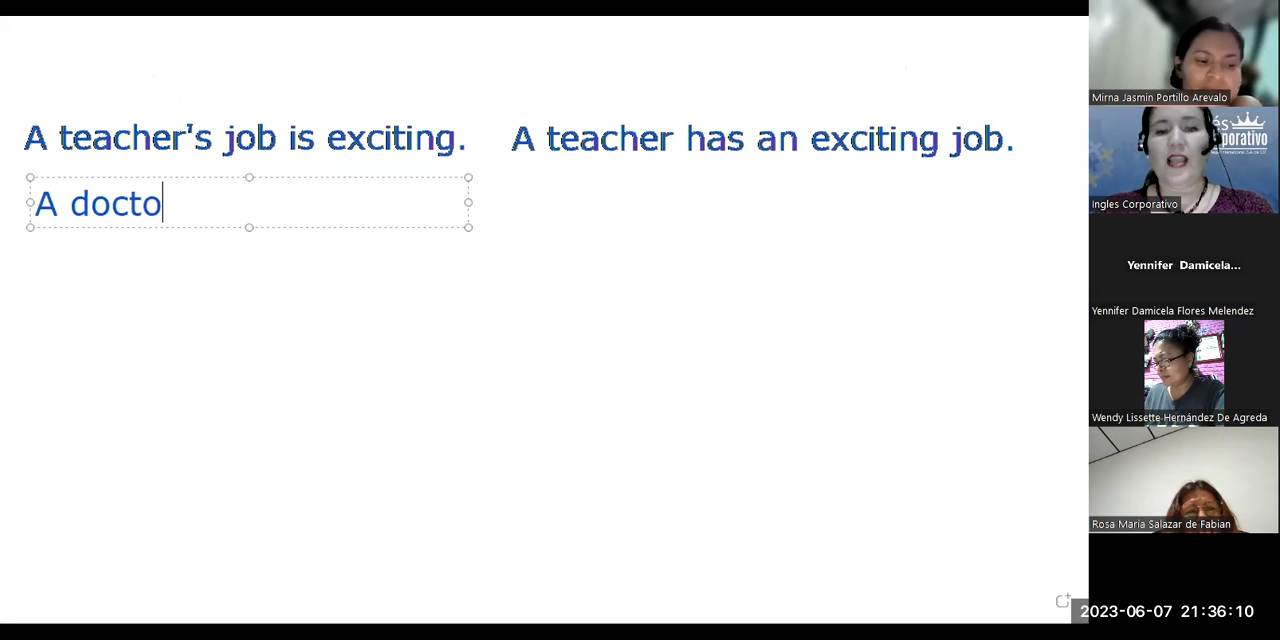 A teacher's job is exciting. A teacher has an exciting job.
A docto
Mirna Jasmin Portillo Arevalo
és
rporativo
Ingles Corporativo
Yennifer Damicela...
Yennifer Damicela Flores Melendez
Wendy Lissette Hernández De Agreda
Rosa Maria Salazar de Fabian
2023-06-07 21:36:10